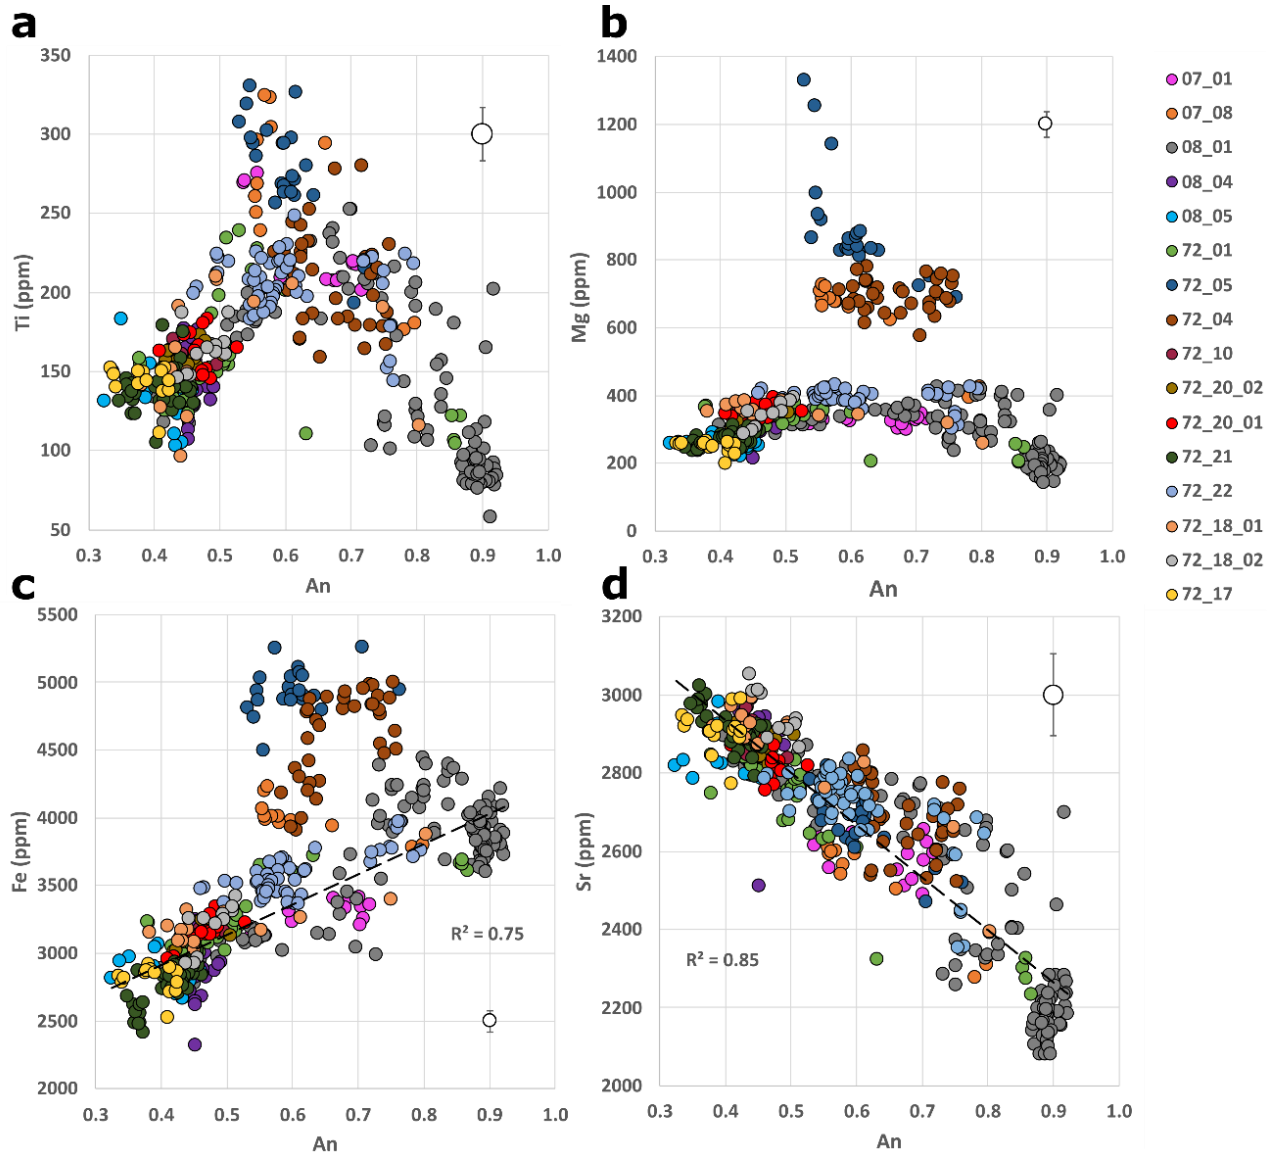 a
350
300
250
200
150
100
50
Ti (ppm)
0.3 0.4 0.5 0.6 0.7 0.8 0.9 1.0
An
b
1400
1200
1000
800
600
400
200
0
Mg (ppm)
0.3 0.4 0.5 0.6 0.7 0.8 0.9 1.0
An
07_01
07_08
08_01
08_04
08_05
72_01
72_05
72_04
72_10
72_20_02
72_20_01
72_21
72_22
72_18_01
72_18_02
72_17
c
5500
5000
4500
4000
3500
3000
2500
2000
Fe (ppm)
R² = 0.75
0.3 0.4 0.5 0.6 0.7 0.8 0.9 1.0
An
d
3200
3000
2800
2600
2400
2200
2000
Sr (ppm)
R² = 0.85
0.3 0.4 0.5 0.6 0.7 0.8 0.9 1.0
An